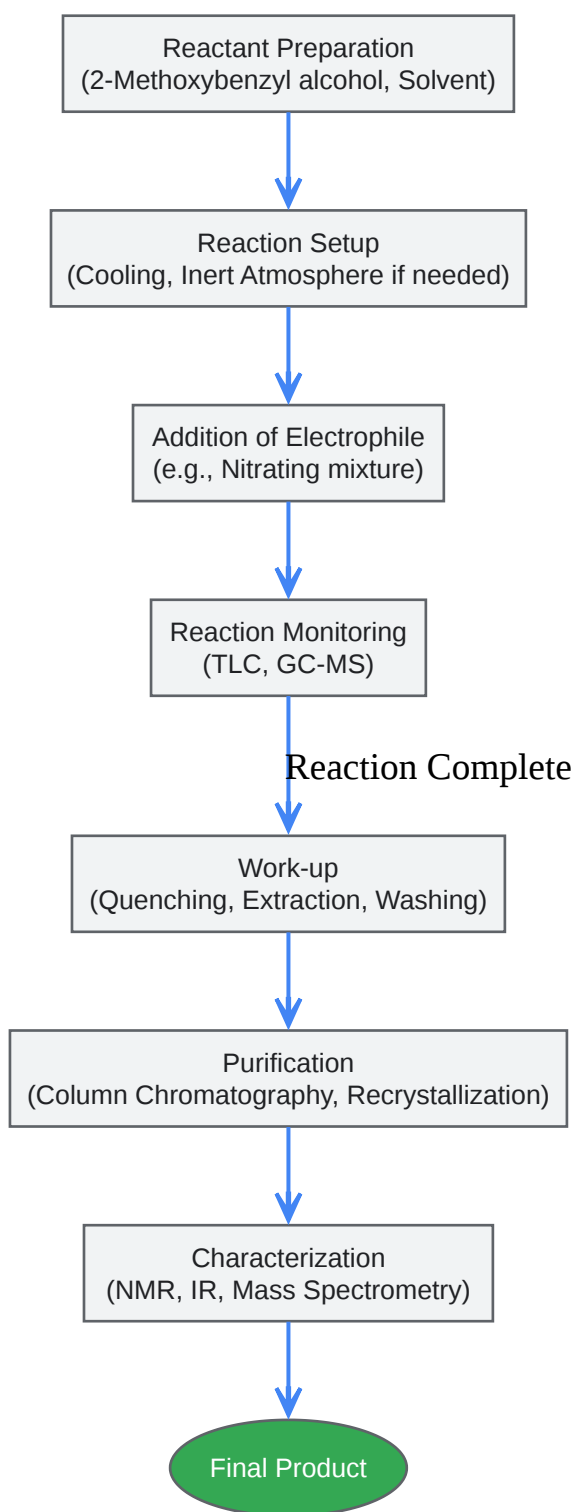 Reactant Preparation
(2-Methoxybenzyl alcohol, Solvent)
Reaction Setup
(Cooling, Inert Atmosphere if needed)
Addition of Electrophile
(e.g., Nitrating mixture)
Reaction Monitoring
(TLC, GC-MS)
Reaction Complete
Work-up
(Quenching, Extraction, Washing)
Purification
(Column Chromatography, Recrystallization)
Characterization
(NMR, IR, Mass Spectrometry)
Final Product